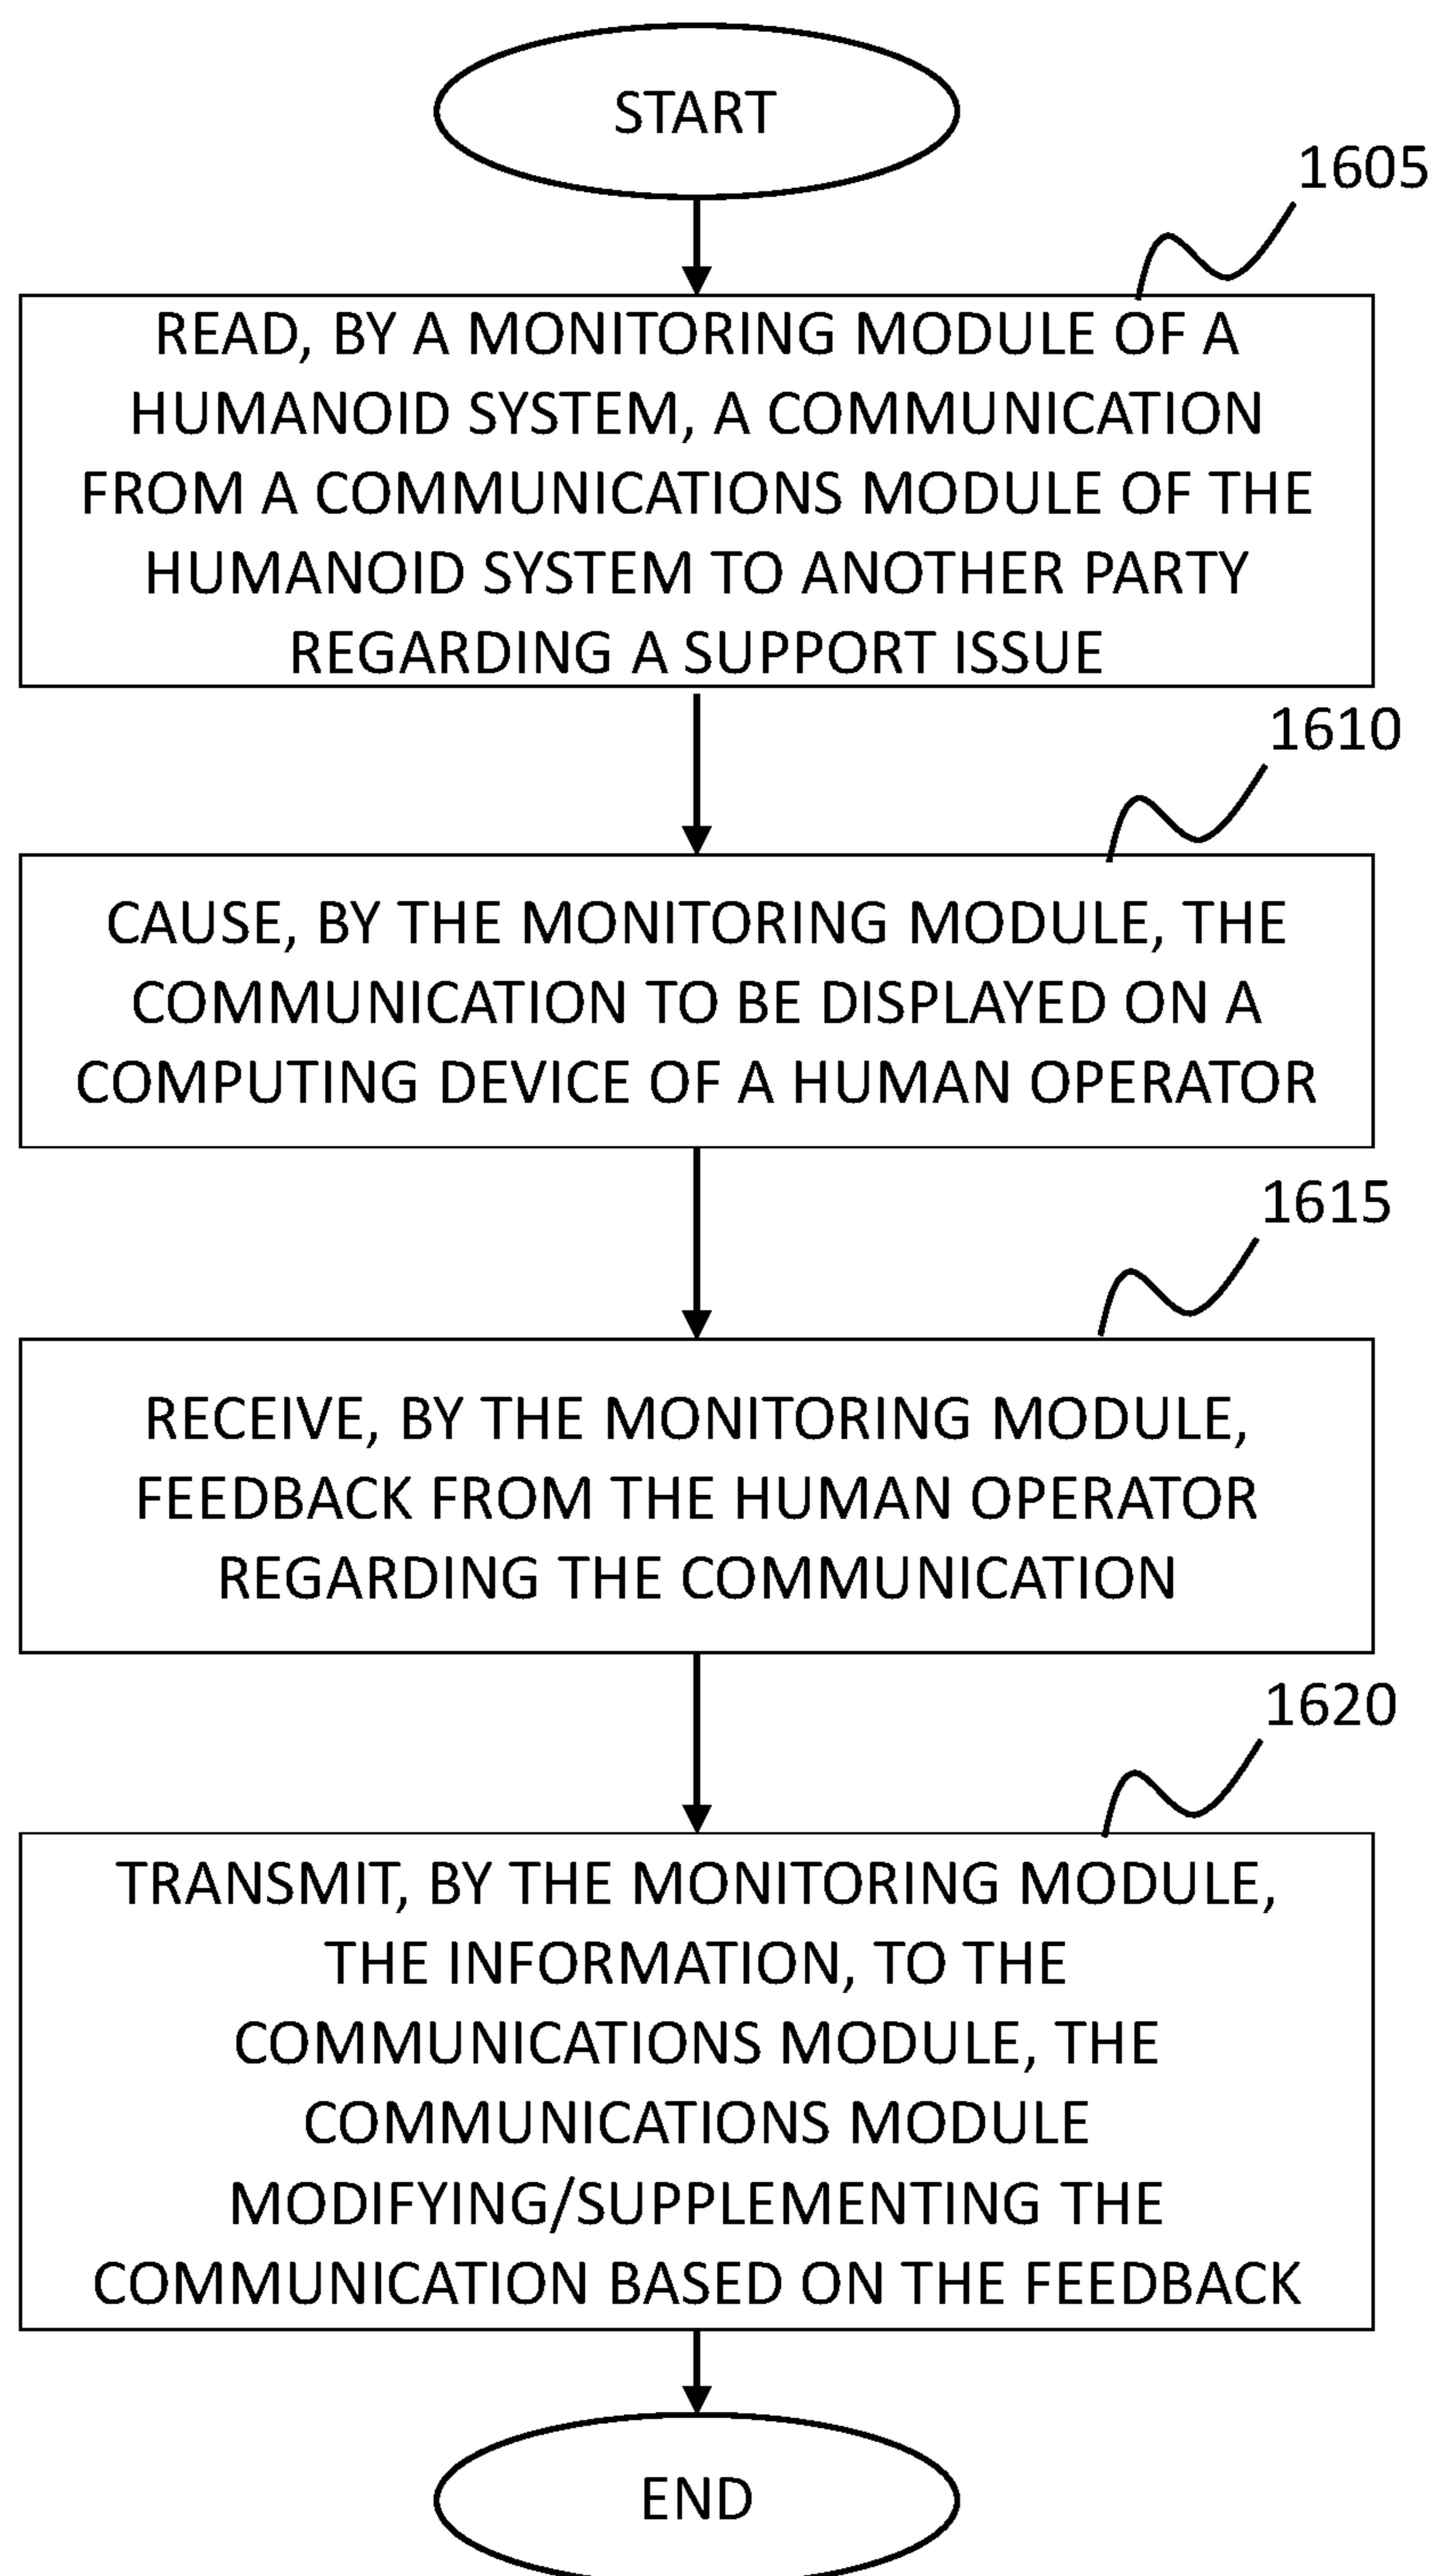 START
1605
READ, BY A MONITORING MODULE OF A
HUMANOID SYSTEM, A COMMUNICATION
FROM A COMMUNICATIONS MODULE OF THE
HUMANOID SYSTEM TO ANOTHER PARTY
REGARDING A SUPPORT ISSUE
1610
CAUSE, BY THE MONITORING MODULE, THE
COMMUNICATION TO BE DISPLAYED ON A
COMPUTING DEVICE OF A HUMAN OPERATOR
1615
RECEIVE, BY THE MONITORING MODULE,
FEEDBACK FROM THE HUMAN OPERATOR
REGARDING THE COMMUNICATION
1620
TRANSMIT, BY THE MONITORING MODULE,
THE INFORMATION, TO THE
COMMUNICATIONS MODULE, THE
COMMUNICATIONS MODULE
MODIFYING/SUPPLEMENTING THE
COMMUNICATION BASED ON THE FEEDBACK
END